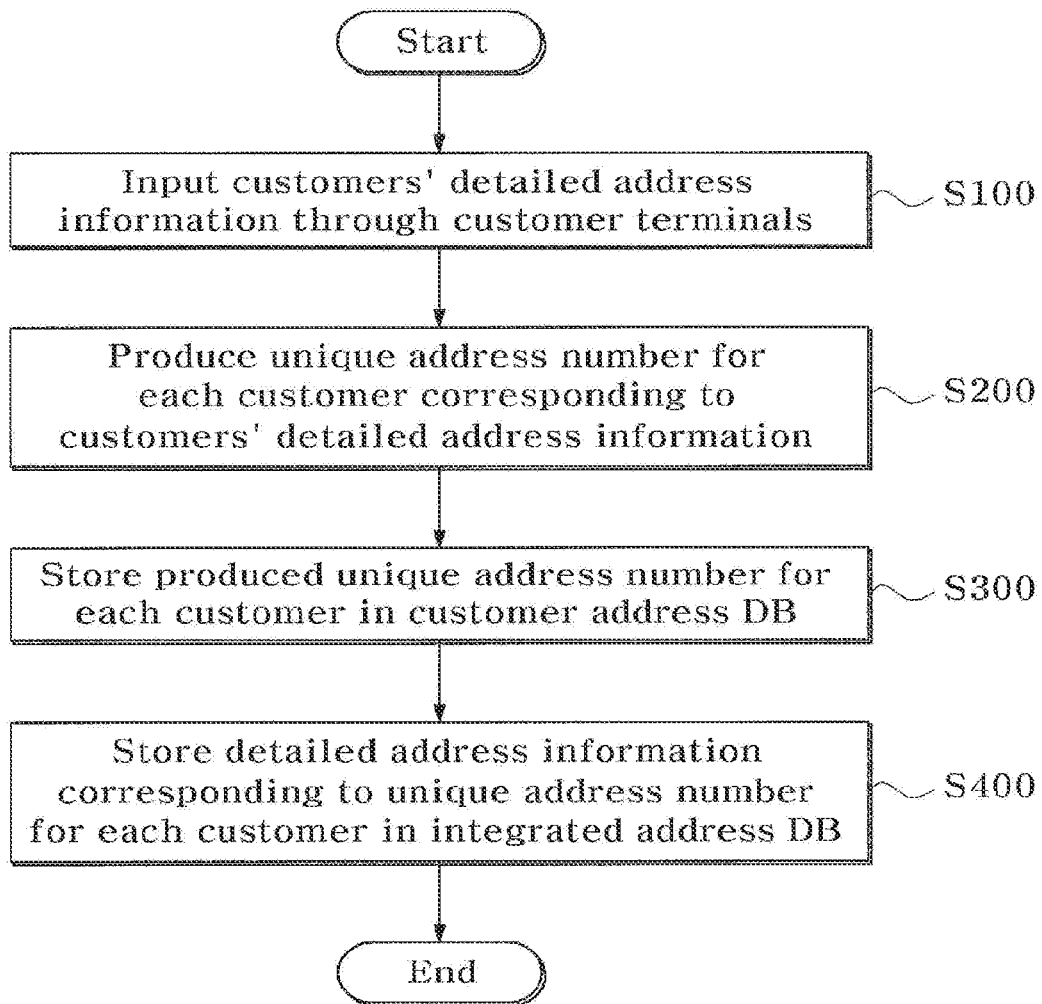 Start
Input customers' detailed address
information through customer terminals
S100
Produce unique address number for
each customer corresponding to
customers' detailed address information
S200
Store produced unique address number for
each customer in customer address DB
S300
Store detailed address information
corresponding to unique address number
for each customer in integrated address DB
S400
End